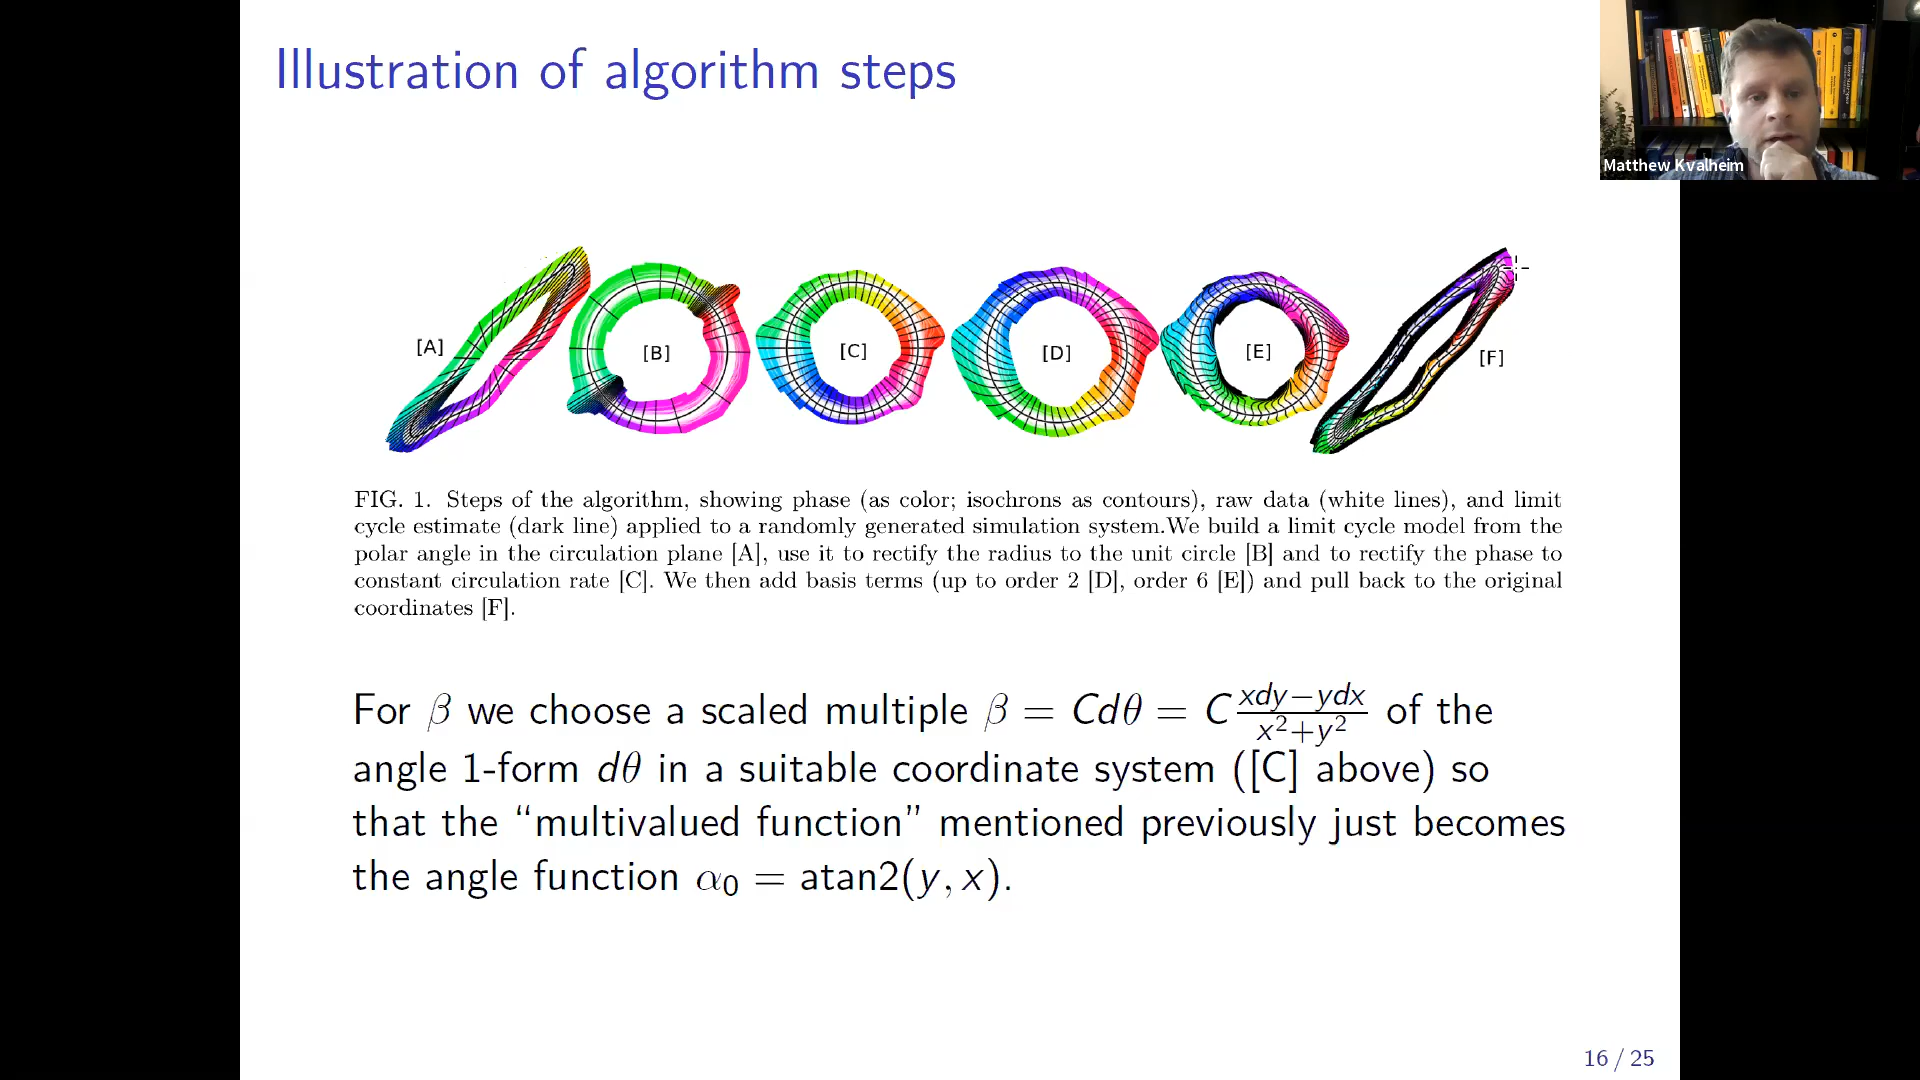 Illustration of algorithm steps
Matthew Kvalheim
[A]
[B]
[C]
[D]
[E]
[F]
FIG. 1. Steps of the algorithm, showing phase (as color; isochrons as contours), raw data (white lines), and limit
cycle estimate (dark line) applied to a randomly generated simulation system.We build a limit cycle model from the
polar angle in the circulation plane [A], use it to rectify the radius to the unit circle [B] and to rectify the phase to
constant circulation rate [C]. We then add basis terms (up to order 2 [D], order 6 [E]) and pull back to the original
coordinates [F].
For β we choose a scaled multiple β = Cdθ = C\frac{xdy−ydx}{x²+y²} of the
angle 1-form dθ in a suitable coordinate system ([C] above) so
that the “multivalued function” mentioned previously just becomes
the angle function α₀ = atan2(y, x).
16 / 25